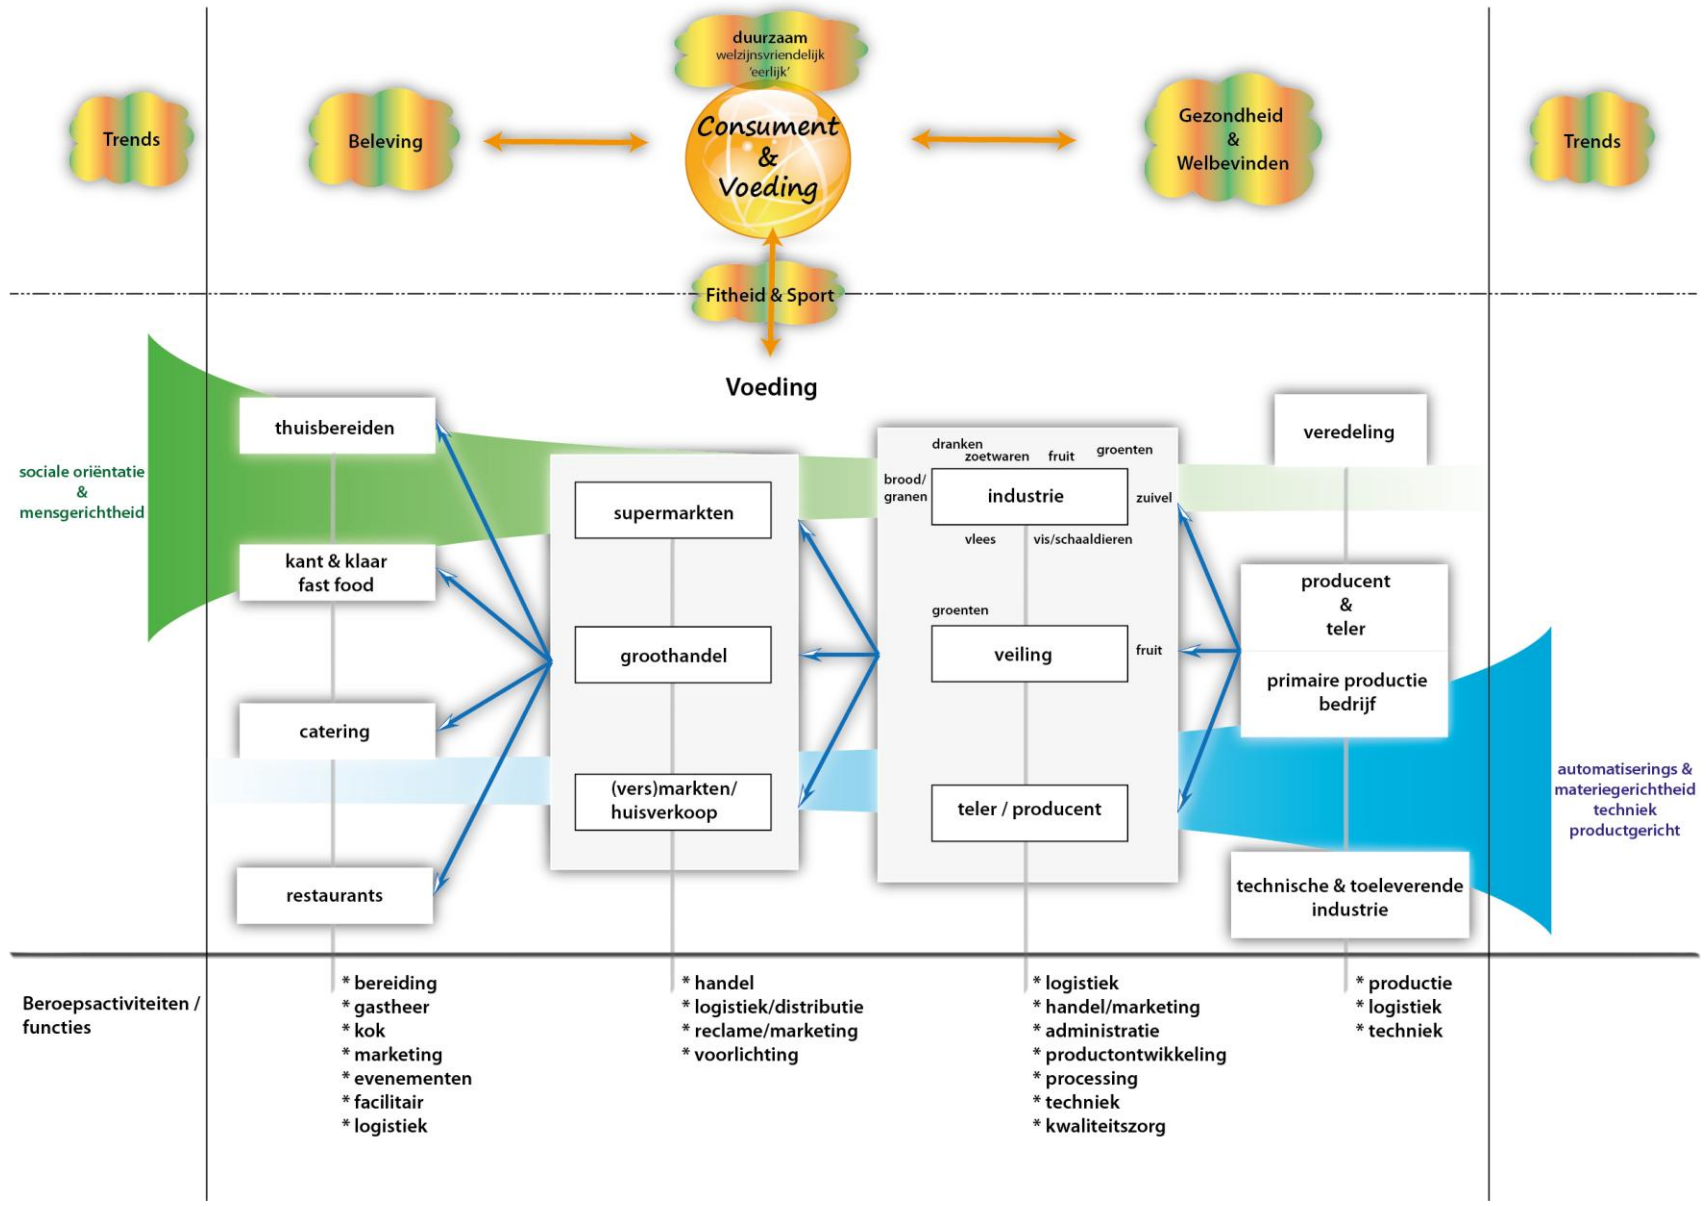 duurzaam
welzijnsvriendelijk
'eerlijk'
Trends
Beleving
Consument
&
Voeding
Gezondheid
&
Welbevinden
Trends
Fitheid & Sport
Voeding
sociale oriëntatie
&
mensgerichtheid
thuisbereiden
kant & klaar
fast food
catering
restaurants
supermarkten
groothandel
(vers)markten/
huisverkoop
dranken
zoetwaren
fruit
groenten
brood/
granen
industrie
zuivel
vlees
vis/schaaldieren
groenten
veiling
fruit
teler / producent
veredeling
producent
&
teler
primaire productie
bedrijf
technische & toeleverende
industrie
automatiserings &
materiegerichtheid
techniek
productgericht
Beroepsactiviteiten /
functies
* bereiding
* gastheer
* kok
* marketing
* evenementen
* facilitair
* logistiek
* handel
* logistiek/distributie
* reclame/marketing
* voorlichting
* logistiek
* handel/marketing
* administratie
* productontwikkeling
* processing
* techniek
* kwaliteitszorg
* productie
* logistiek
* techniek